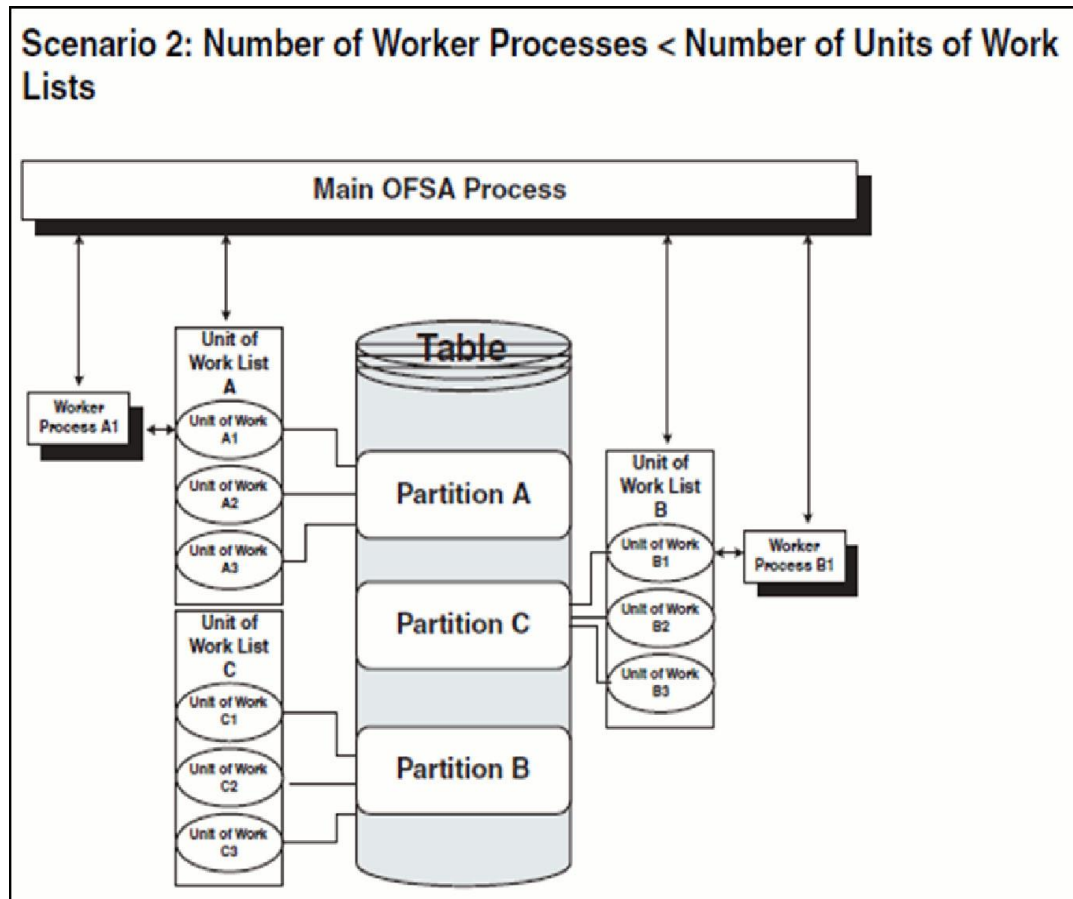 Scenario 2: Number of Worker Processes < Number of Units of Work
Lists
Main OFSA Process
Unit of
Work List
A
Worker
Process A1
Unit of Work
A1
Unit of Work
A2
Unit of Work
A3
Unit of
Work List
C
Unit of Work
C1
Unit of Work
C2
Unit of Work
C3
Table
Partition A
Partition C
Partition B
Unit of
Work List
B
Unit of Work
B1
Unit of Work
B2
Unit of Work
B3
Worker
Process B1